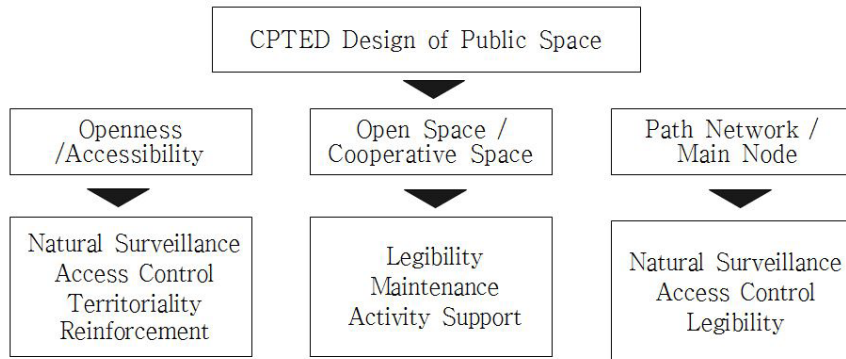 CPTED Design of Public Space
Openness
/Accessibility
Open Space /
Cooperative Space
Path Network /
Main Node
Natural Surveillance
Access Control
Territoriality
Reinforcement
Legibility
Maintenance
Activity Support
Natural Surveillance
Access Control
Legibility